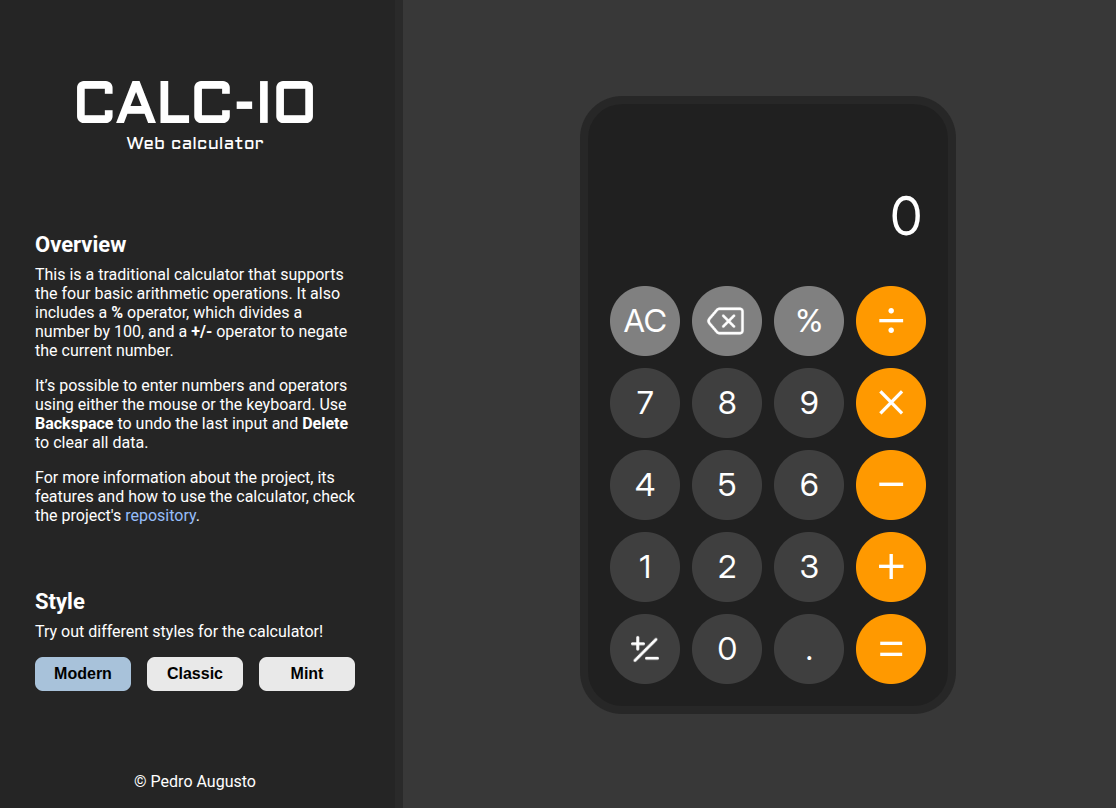 CALC-IO
Web calculator
Overview
This is a traditional calculator that supports
the four basic arithmetic operations. It also
includes a % operator, which divides a
number by 100, and a +/- operator to negate
the current number.
It's possible to enter numbers and operators
using either the mouse or the keyboard. Use
Backspace to undo the last input and Delete
to clear all data.
For more information about the project, its
features and how to use the calculator, check
the project's repository.
Style
Try out different styles for the calculator!
Modern Classic Mint
© Pedro Augusto
0
AC % ÷
7 8 9 ×
4 5 6 −
1 2 3 +
+/− 0 . =